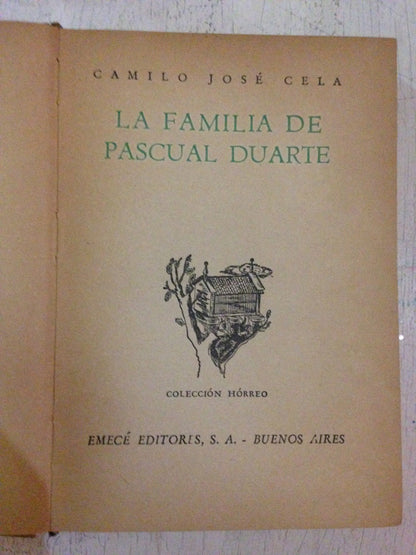 CAMILO JOSÉ CELA
LA FAMILIA DE
PASCUAL DUARTE
COLECCIÓN HÓRREO
EMECÉ EDITORES, S. A. - BUENOS AIRES